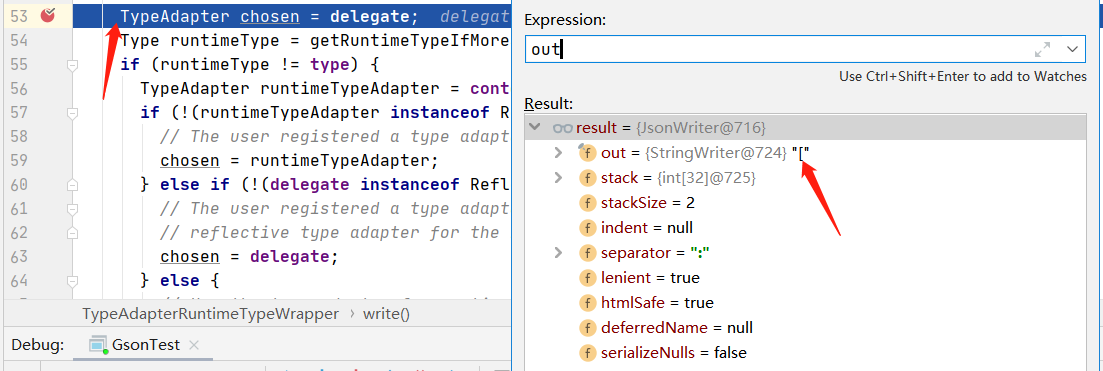 53 TypeAdapter chosen = delegate; delegat
54 Type runtimeType = getRuntimeTypeIfMore
55 if (runtimeType != type) {
56 TypeAdapter runtimeTypeAdapter = cont
57 if (!(runtimeTypeAdapter instanceof R
58 // The user registered a type adapt
59 chosen = runtimeTypeAdapter;
60 } else if (!(delegate instanceof Refl
61 // The user registered a type adapt
62 // reflective type adapter for the
63 chosen = delegate;
64 } else {
TypeAdapterRuntimeTypeWrapper › write()
Debug: GsonTest ×
Expression:
out
Use Ctrl+Shift+Enter to add to Watches
Result:
result = {JsonWriter@716}
f out = {StringWriter@724} "["
f stack = {int[32]@725}
f stackSize = 2
f indent = null
f separator = ":"
f lenient = true
f htmlSafe = true
f deferredName = null
f serializeNulls = false